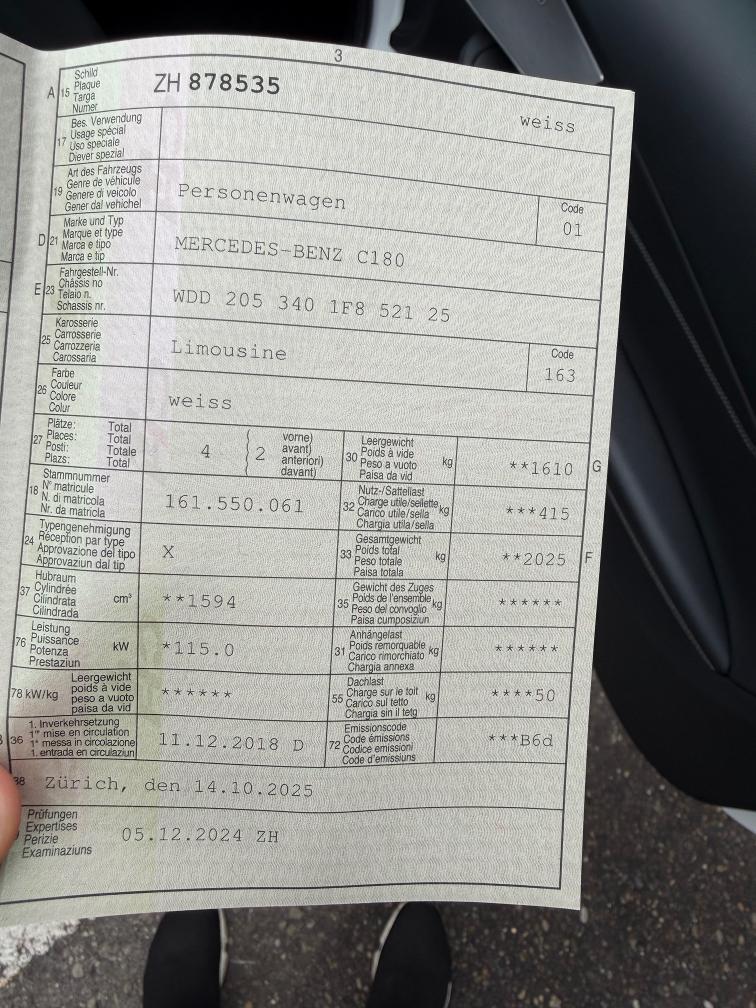 3
A 15 Schild
Plaque
Targa
Numer
ZH 878535
weiss
17 Bes. Verwendung
Usage spécial
Uso speciale
Diever spezial
19 Art des Fahrzeugs
Genre de véhicule
Genere di veicolo
Gener dal vehichel
Personenwagen
Code
01
D 21 Marke und Typ
Marque et type
Marca e tipo
Marca e tip
MERCEDES-BENZ C180
E 23 Fahrgestell-Nr.
Châssis no
Telaio n.
Schassis nr.
WDD 205 340 1F8 521 25
25 Karosserie
Carrosserie
Carrozzeria
Carossaria
Limousine
Code
163
26 Farbe
Couleur
Colore
Colur
weiss
27 Plätze: Total
Places: Total
Posti: Totale
Plazs: Total
4
2
vorne)
avant)
anteriori)
davant)
30 Leergewicht
Poids à vide
Peso a vuoto
Paisa da vid
kg
**1610
G
18 Stammnummer
N° matricule
N. di matricola
Nr. da matricla
161.550.061
32 Nutz-/Sattellast
Charge utile/sellette
Carico utile/sella
Chargia utila/sella
kg
***415
24 Typengenehmigung
Réception par type
Approvazione del tipo
Approvaziun dal tip
X
33 Gesamtgewicht
Poids total
Peso totale
Paisa totala
kg
**2025
F
37 Hubraum
Cylindrée
Cilindrata
Cilindrada
cm³
**1594
35 Gewicht des Zuges
Poids de l'ensemble
Peso del convoglio
Paisa cumposiziun
kg
******
76 Leistung
Puissance
Potenza
Prestaziun
kW
*115.0
31 Anhängelast
Poids remorquable
Carico rimorchiato
Chargia annexa
kg
******
78 kW/kg
Leergewicht
poids à vide
peso a vuoto
paisa da vid
******
55 Dachlast
Charge sur le toit
Carico sul tetto
Chargia sin il tetg
kg
****50
B 36 1. Inverkehrsetzung
1re mise en circulation
1a messa in circolazione
1. entrada en circulaziun
11.12.2018 D
72 Emissionscode
Code émissions
Codice emissioni
Code d'emissiuns
***B6d
38 Zürich, den 14.10.2025
Prüfungen
Expertises
Perizie
Examinaziuns
05.12.2024 ZH